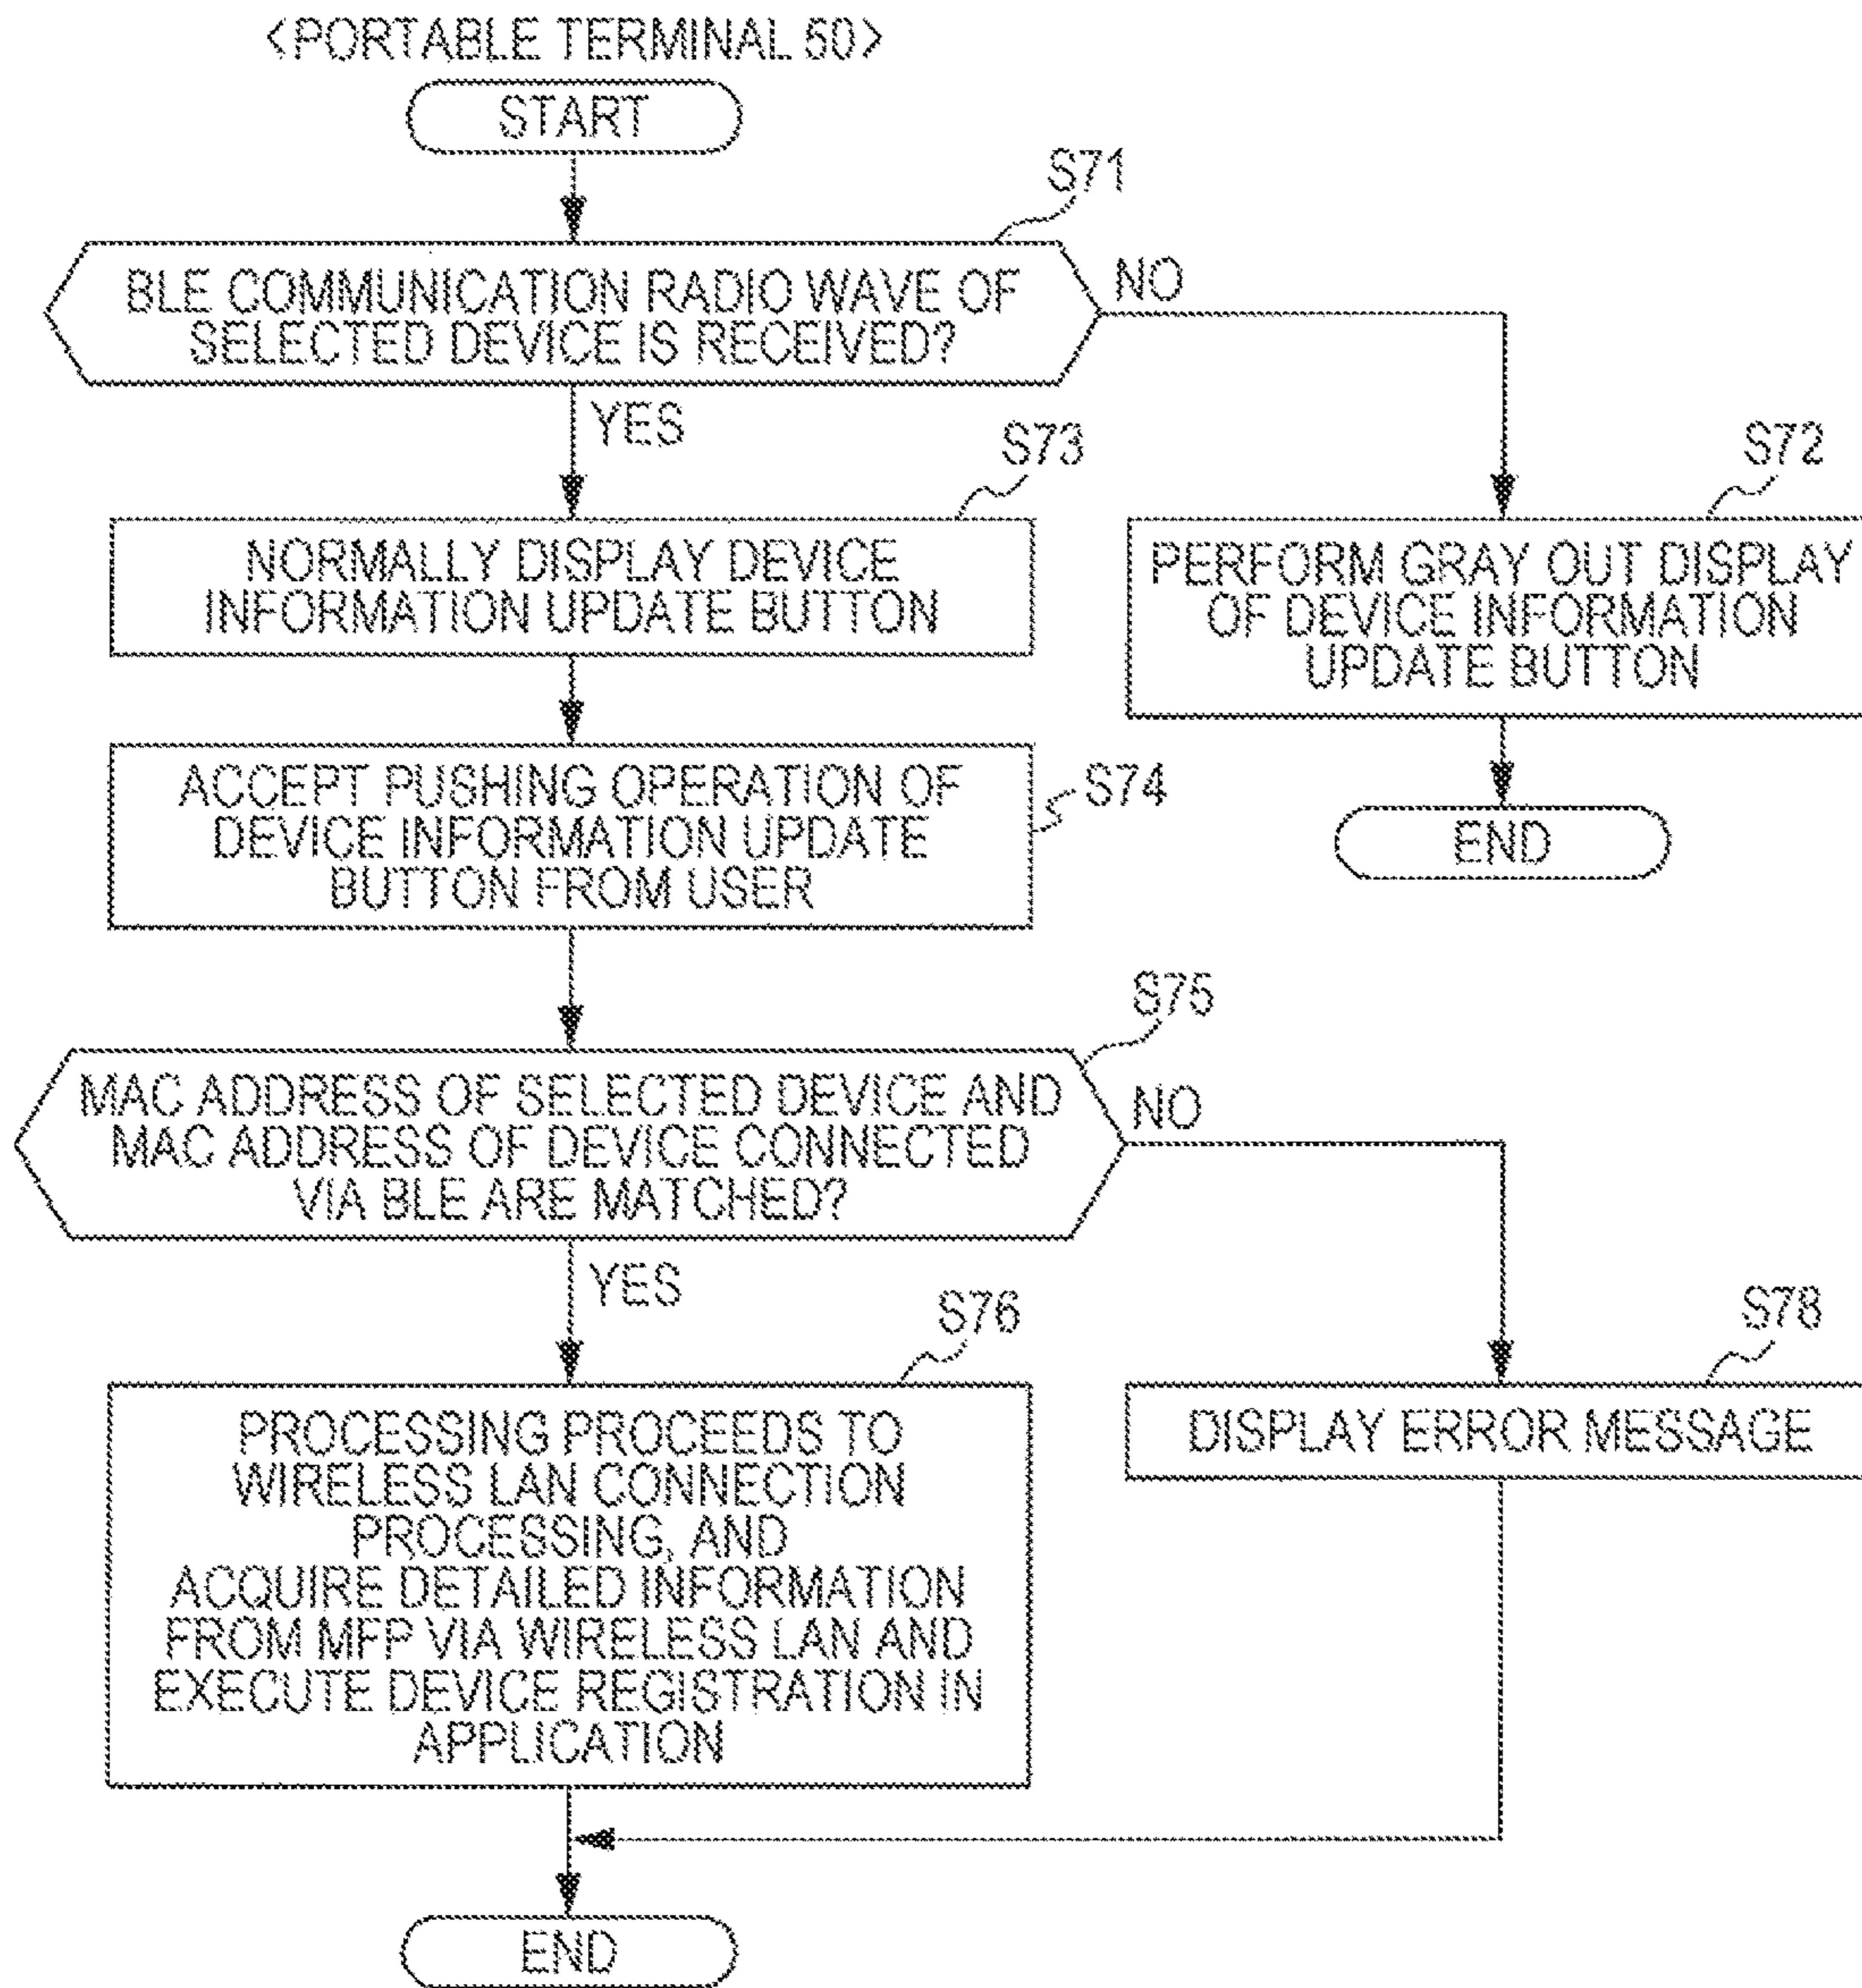 <PORTABLE TERMINAL 50>
START
S71
BLE COMMUNICATION RADIO WAVE OF
SELECTED DEVICE IS RECEIVED?
NO
YES
S73
S72
NORMALLY DISPLAY DEVICE
INFORMATION UPDATE BUTTON
PERFORM GRAY OUT DISPLAY
OF DEVICE INFORMATION
UPDATE BUTTON
ACCEPT PUSHING OPERATION OF
DEVICE INFORMATION UPDATE
BUTTON FROM USER
S74
END
S75
MAC ADDRESS OF SELECTED DEVICE AND
MAC ADDRESS OF DEVICE CONNECTED
VIA BLE ARE MATCHED?
NO
YES
S76
S78
PROCESSING PROCEEDS TO
WIRELESS LAN CONNECTION
PROCESSING, AND
ACQUIRE DETAILED INFORMATION
FROM MFP VIA WIRELESS LAN AND
EXECUTE DEVICE REGISTRATION IN
APPLICATION
DISPLAY ERROR MESSAGE
END